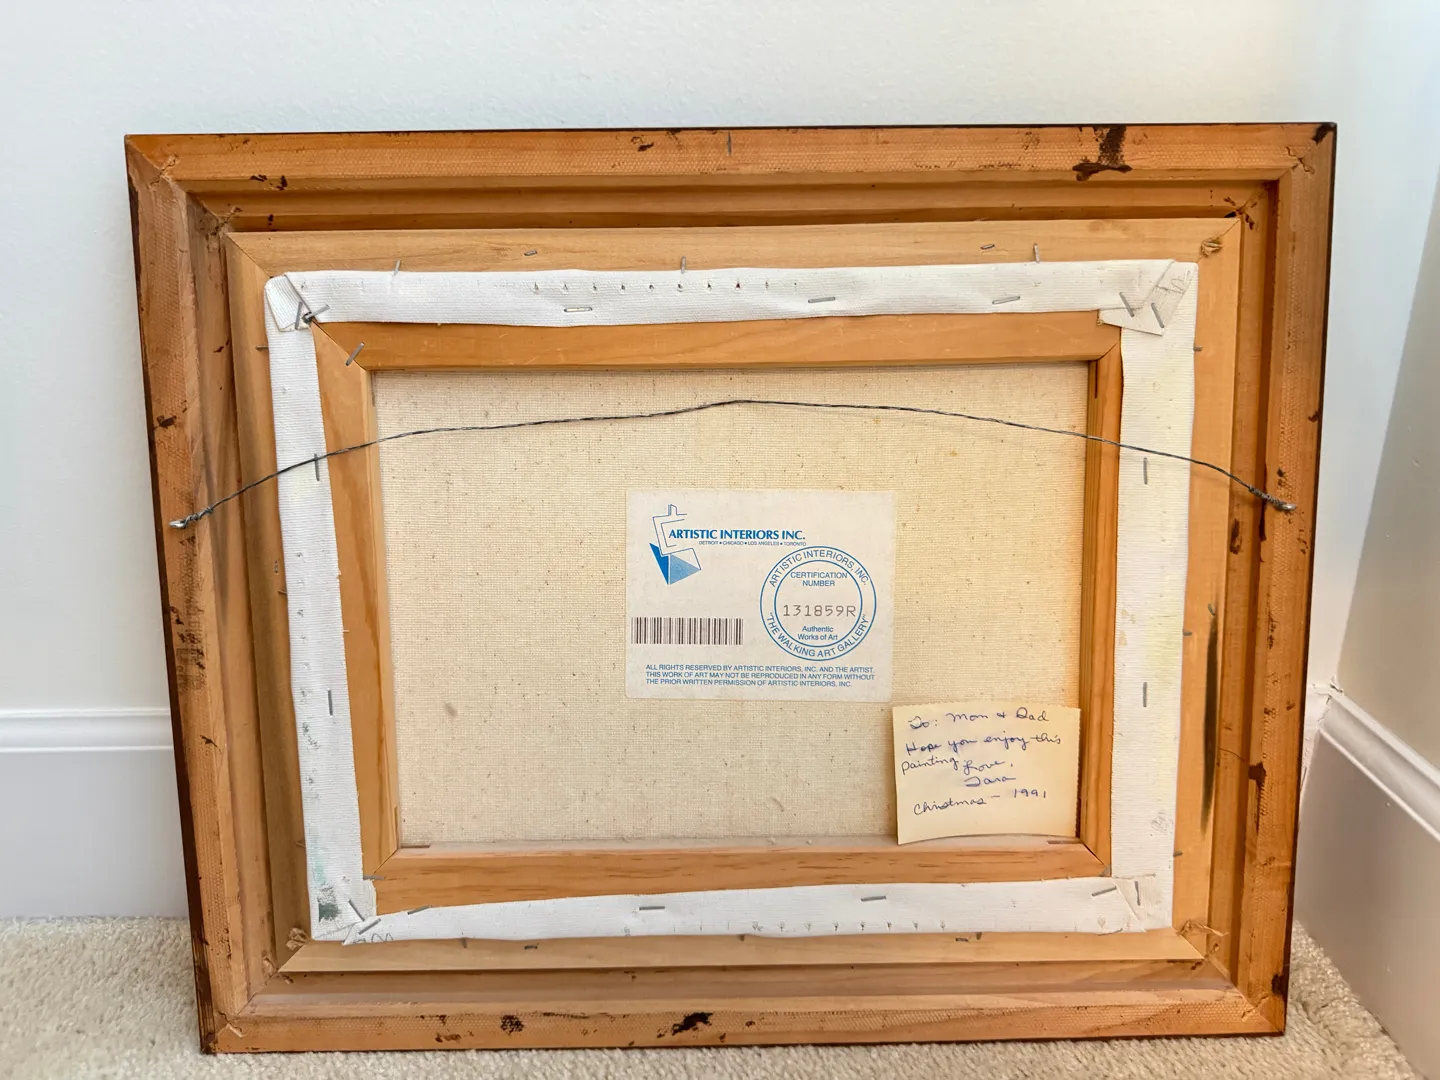 ARTISTIC INTERIORS INC.
DETROIT • CHICAGO • LOS ANGELES • TORONTO
ARTISTIC INTERIORS, INC.
CERTIFICATION
NUMBER
131859R
Authentic
Works of Art
"THE WALKING ART GALLERY"
ALL RIGHTS RESERVED BY ARTISTIC INTERIORS, INC. AND THE ARTIST.
THIS WORK OF ART MAY NOT BE REPRODUCED IN ANY FORM WITHOUT
THE PRIOR WRITTEN PERMISSION OF ARTISTIC INTERIORS, INC.
To: Mom & Dad
Hope you enjoy this
painting Love,
Tara
Christmas - 1991